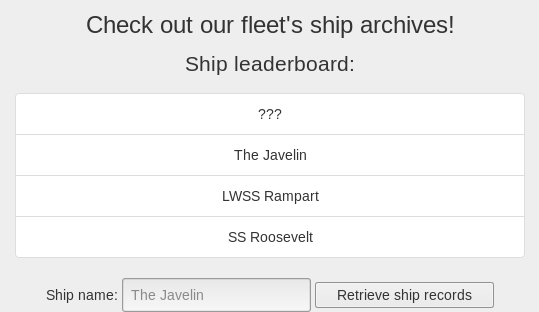 Check out our fleet's ship archives!
Ship leaderboard:
???
The Javelin
LWSS Rampart
SS Roosevelt
Ship name: The Javelin Retrieve ship records